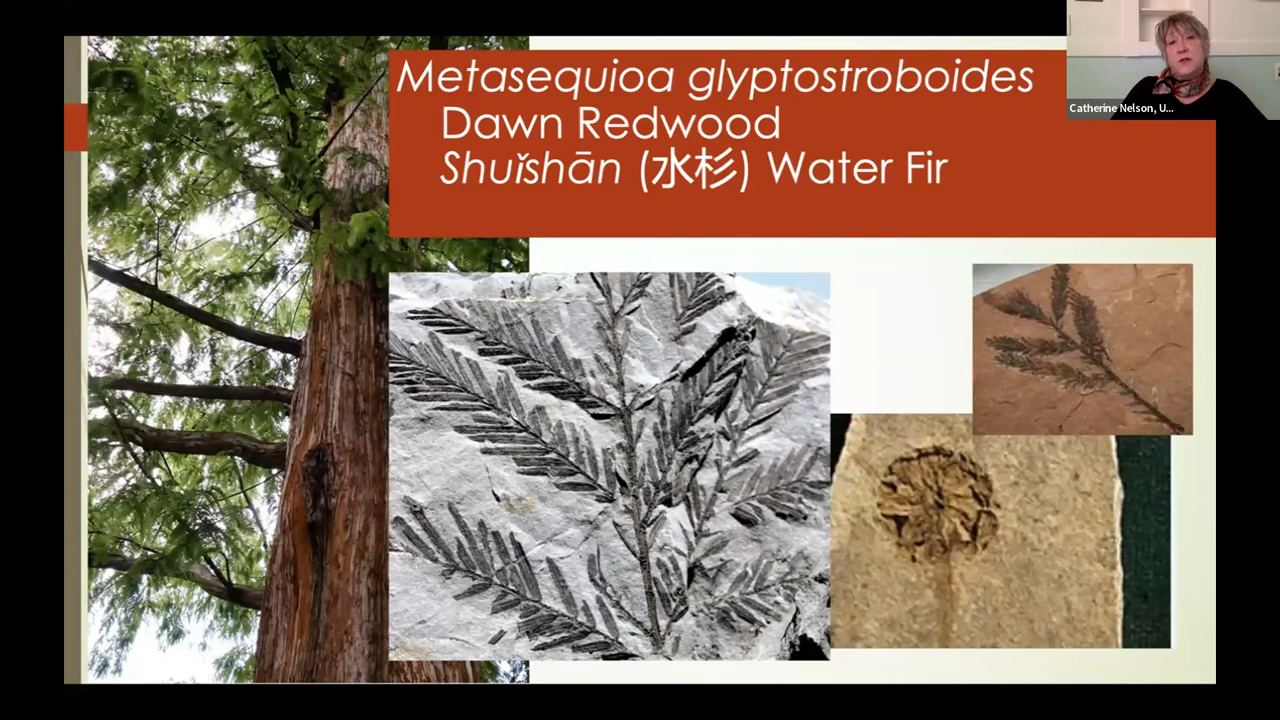 Metasequioa glyptostroboides
Dawn Redwood
Shuǐshān (水杉) Water Fir
Catherine Nelson, U...